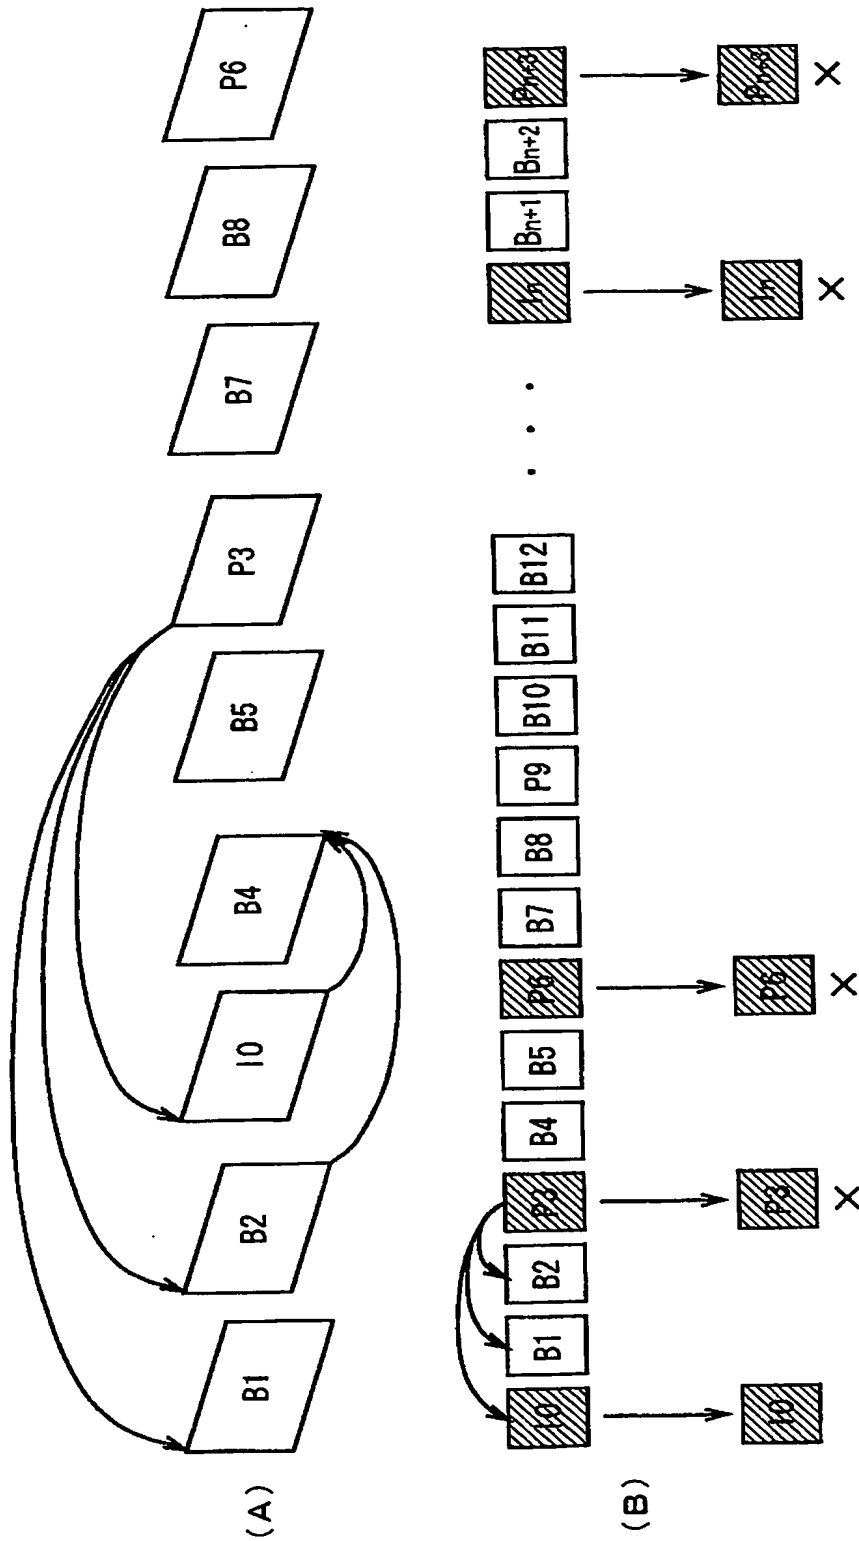 (A) B1 B2 I0 B4 B5 P3 B7 B8 P6
(B) I0 B1 B2 P3 B4 B5 P6 B7 B8 P9 B10 B11 B12 . . . In Bn+1 Bn+2 Pn+3
I0 P3 P6 In Pn+3
× × × ×